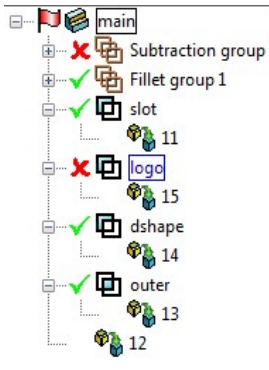 main
Subtraction group
Fillet group 1
slot
11
logo
15
dshape
14
outer
13
12